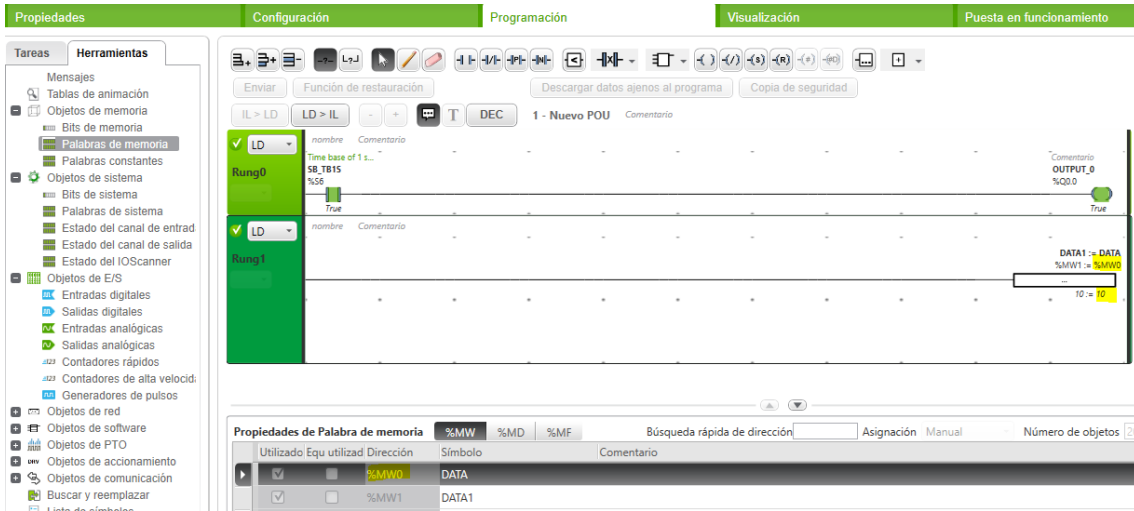 Propiedades Configuración Programación Visualización Puesta en funcionamiento
Tareas Herramientas
Mensajes
Tablas de animación
Objetos de memoria
Bits de memoria
Palabras de memoria
Palabras constantes
Objetos de sistema
Bits de sistema
Palabras de sistema
Estado del canal de entrad
Estado del canal de salida
Estado del IOScanner
Objetos de E/S
Entradas digitales
Salidas digitales
Entradas analógicas
Salidas analógicas
Contadores rápidos
Contadores de alta velocid
Generadores de pulsos
Objetos de red
Objetos de software
Objetos de PTO
Objetos de accionamiento
Objetos de comunicación
Buscar y reemplazar
Lista de símbolos
Enviar Función de restauración Descargar datos ajenos al programa Copia de seguridad
IL > LD LD > IL - + T DEC 1 - Nuevo POU Comentario
LD nombre Comentario
Time base of 1 s... Comentario
Rung0 SB_TB1S OUTPUT_0
%S6 %Q0.0
True True
LD nombre Comentario
Rung1 DATA1 := DATA
%MW1 := %MW0
...
10 := 10
Propiedades de Palabra de memoria %MW %MD %MF Búsqueda rápida de dirección Asignación Manual Número de objetos
Utilizado Equ utilizad Dirección Símbolo Comentario
%MW0 DATA
%MW1 DATA1